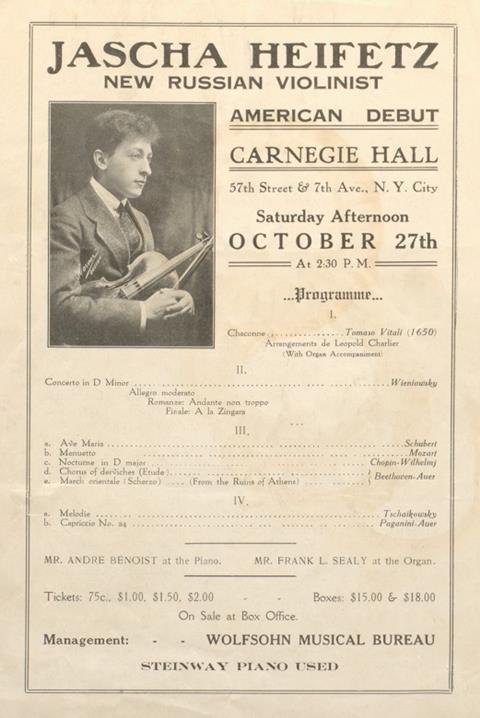 JASCHA HEIFETZ
NEW RUSSIAN VIOLINIST
AMERICAN DEBUT
CARNEGIE HALL
57th Street & 7th Ave., N. Y. City
Saturday Afternoon
OCTOBER 27th
At 2:30 P. M.
...Programme...
I.
Chaconne .............. Tomaso Vitali (1650)
Arrangements de Leopold Charlier
(With Organ Accompaniment)
II.
Concerto in D Minor .............. Wieniawsky
Allegro moderato
Romanze: Andante non troppo
Finale: A la Zingara
III.
a. Ave Maria .............. Schubert
b. Menuetto .............. Mozart
c. Nocturne in D major .............. Chopin-Wilhelmj
d. Chorus of derviches (Etude) ..............
e. March orientale (Scherzo) .... (From the Ruins of Athens) .............. } Beethoven-Auer
IV.
a. Melodie .............. Tschaikowsky
b. Capriccio No. 24 .............. Paganini-Auer
MR. ANDRE BENOIST at the Piano. MR. FRANK L. SEALY at the Organ.
Tickets: 75c., $1.00, $1.50, $2.00 - - Boxes: $15.00 & $18.00
On Sale at Box Office.
Management: - - WOLFSOHN MUSICAL BUREAU
STEINWAY PIANO USED